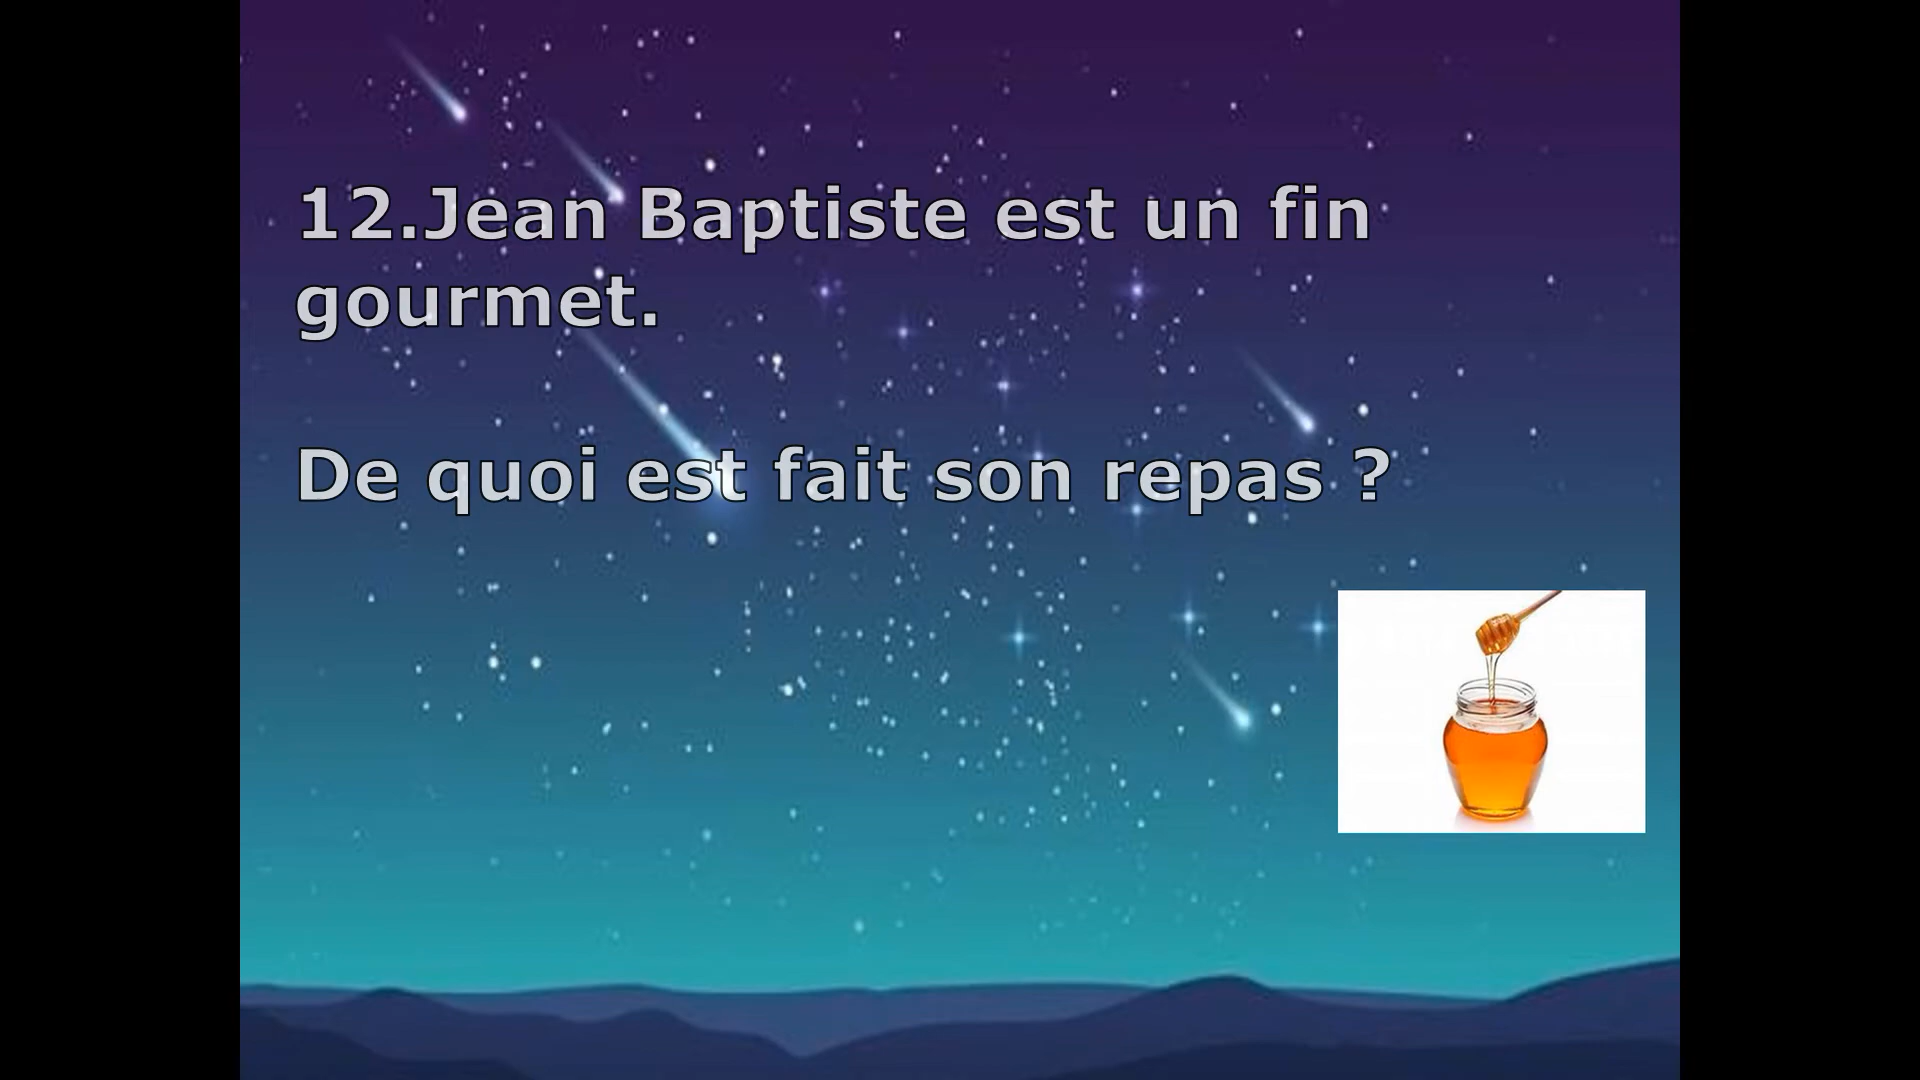 12.Jean Baptiste est un fin
gourmet.
De quoi est fait son repas ?